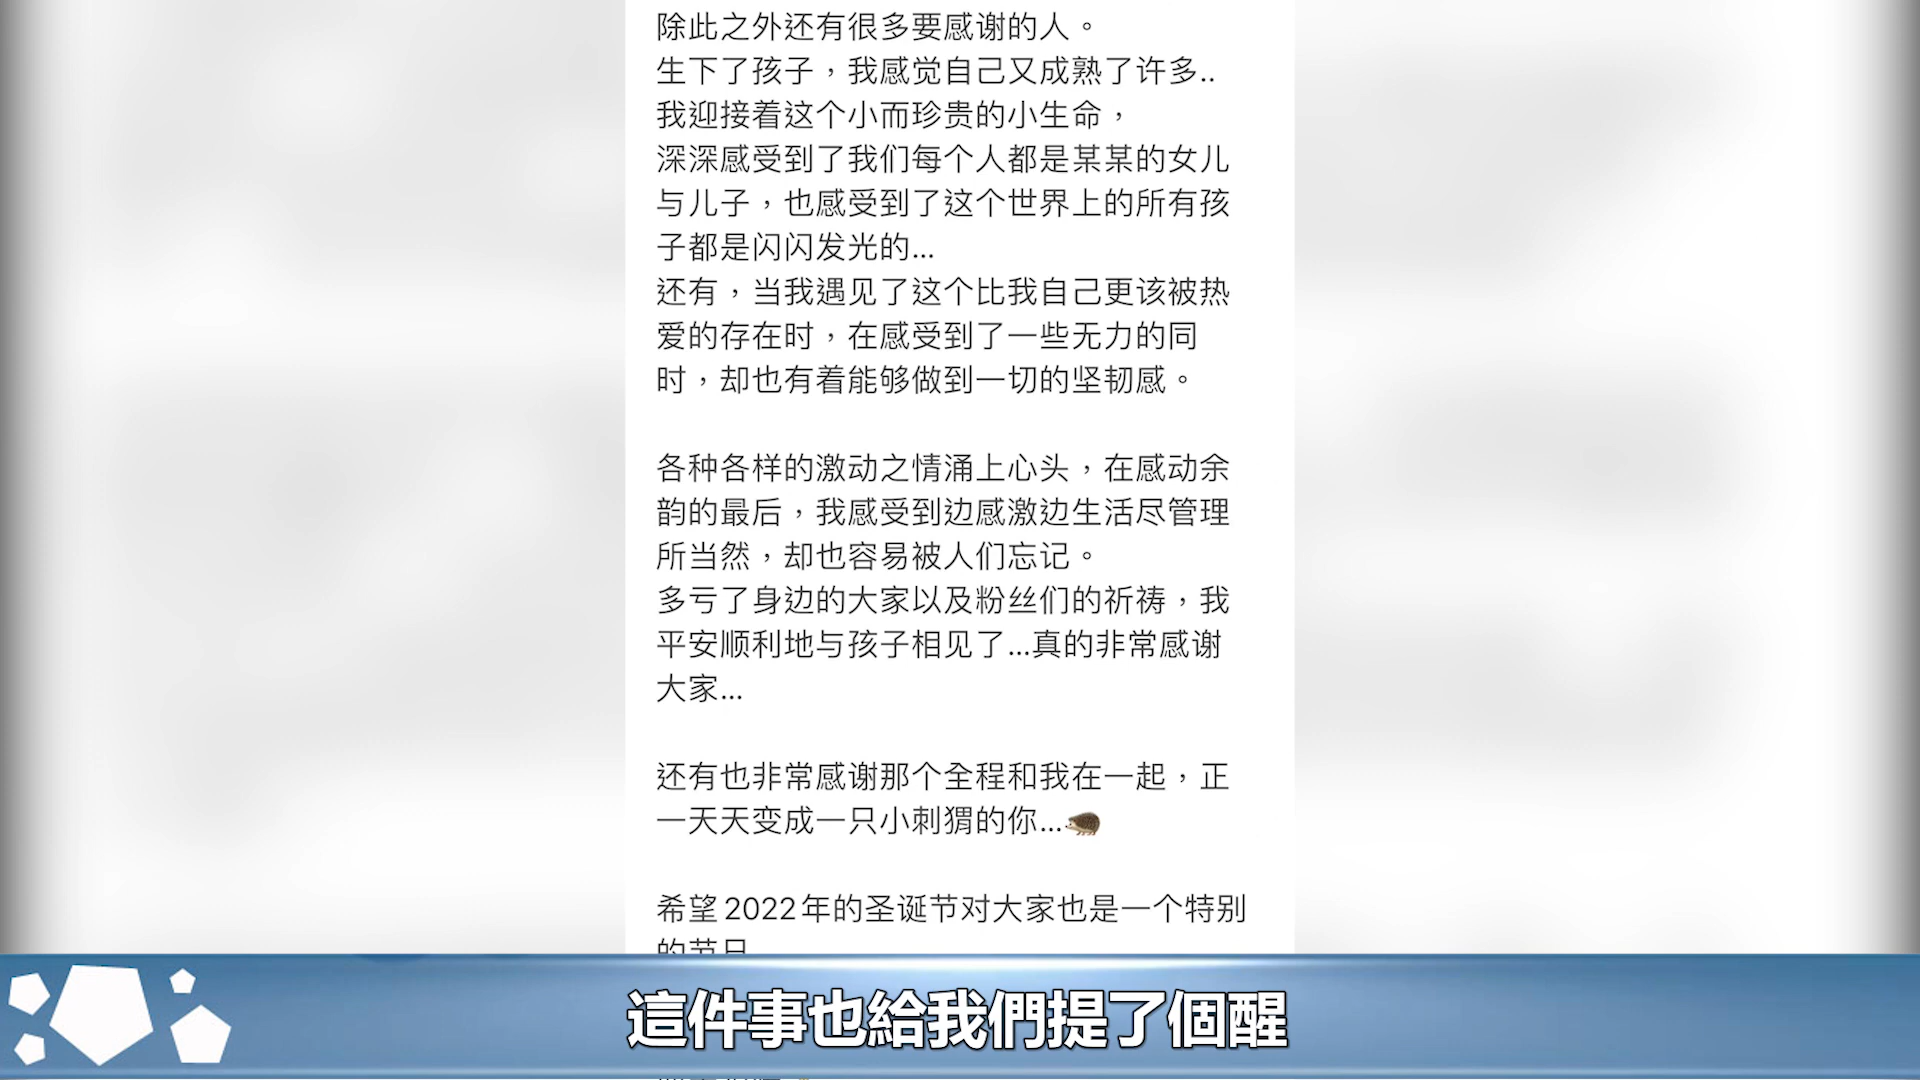 除此之外还有很多要感谢的人。
生下了孩子，我感觉自己又成熟了许多..
我迎接着这个小而珍贵的小生命，
深深感受到了我们每个人都是某某的女儿
与儿子，也感受到了这个世界上的所有孩
子都是闪闪发光的...
还有，当我遇见了这个比我自己更该被热
爱的存在时，在感受到了一些无力的同
时，却也有着能够做到一切的坚韧感。
各种各样的激动之情涌上心头，在感动余
韵的最后，我感受到边感激边生活尽管理
所当然，却也容易被人们忘记。
多亏了身边的大家以及粉丝们的祈祷，我
平安顺利地与孩子相见了...真的非常感谢
大家...
还有也非常感谢那个全程和我在一起，正
一天天变成一只小刺猬的你...🦔
希望2022年的圣诞节对大家也是一个特别
的节日
這件事也給我們提了個醒